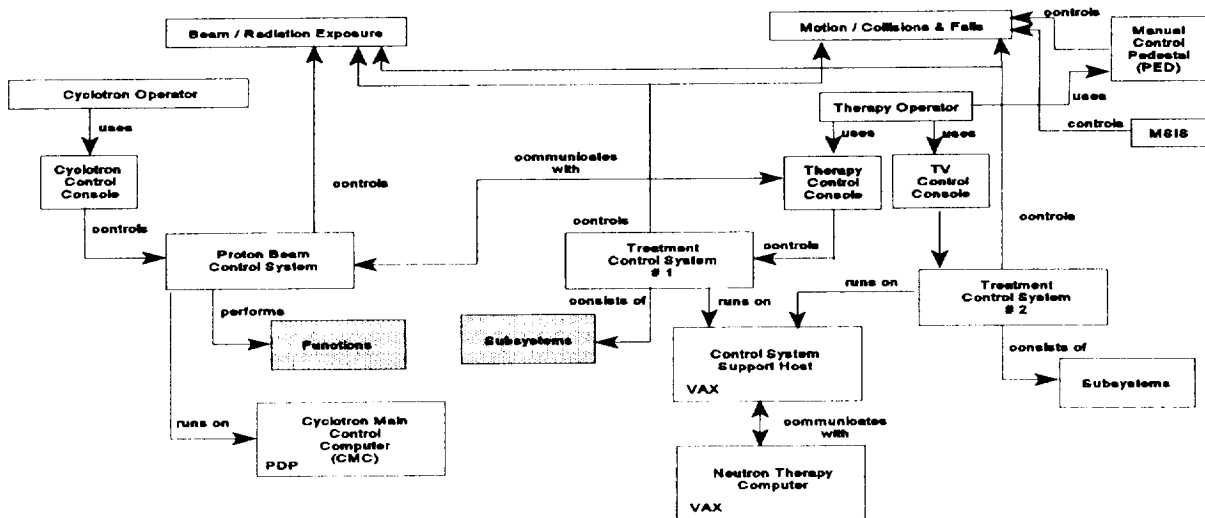 Beam / Radiation Exposure
Motion / Collisions & Falls
controls
Manual
Control
Pedestal
(PED)
Cyclotron Operator
Therapy Operator
uses
controls
MSIS
uses
uses
uses
communicates
with
Cyclotron
Control
Console
controls
Therapy
Control
Console
TV
Control
Console
controls
controls
controls
controls
Proton Beam
Control System
Treatment
Control System
# 1
runs on
Treatment
Control System
# 2
performs
consists of
runs on
Functions
Subsystems
Control System
Support Host
VAX
consists of
Subsystems
runs on
Cyclotron Main
Control
Computer
(CMC)
PDP
communicates
with
Neutron Therapy
Computer
VAX